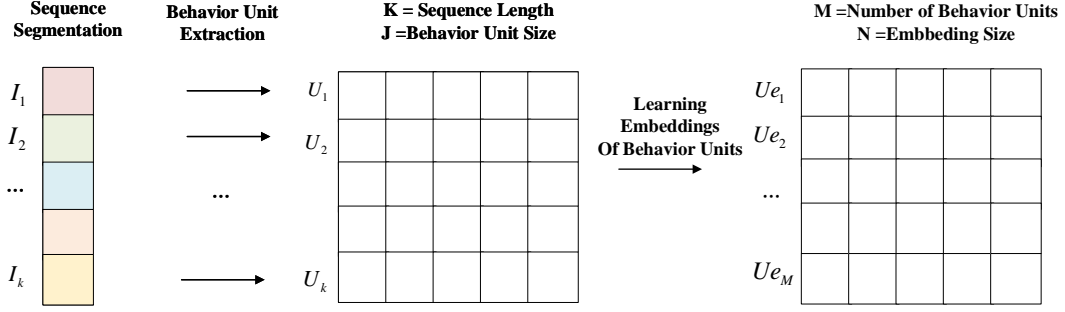 Sequence
Segmentation
Behavior Unit
Extraction
K = Sequence Length
J =Behavior Unit Size
M =Number of Behavior Units
N =Embbeding Size
I1
I2
...
Ik
...
U1
U2
Uk
Learning
Embeddings
Of Behavior Units
Ue1
Ue2
...
UeM